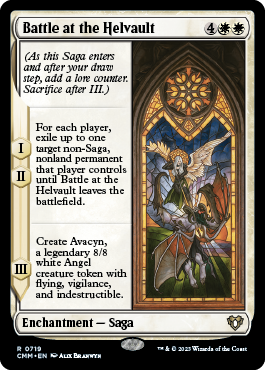 Battle at the Helvault 4
(As this Saga enters
and after your draw
step, add a lore counter.
Sacrifice after III.)
I
II
For each player,
exile up to one
target non-Saga,
nonland permanent
that player controls
until Battle at the
Helvault leaves the
battlefield.
III
Create Avacyn,
a legendary 8/8
white Angel
creature token with
flying, vigilance,
and indestructible.
Enchantment — Saga
R 0719
CMM • EN Alix Branwyn
™ & © 2023 Wizards of the Coast